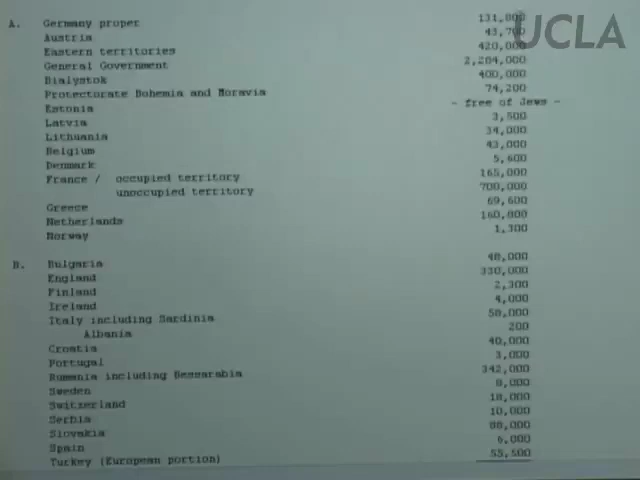 UCLA
A. Germany proper 131,800
Austria 43,700
Eastern territories 420,000
General Government 2,284,000
Bialystok 400,000
Protectorate Bohemia and Moravia 74,200
Estonia - free of Jews -
Latvia 3,500
Lithuania 34,000
Belgium 43,000
Denmark 5,600
France / occupied territory 165,000
unoccupied territory 700,000
Greece 69,600
Netherlands 160,800
Norway 1,300
B. Bulgaria 48,000
England 330,000
Finland 2,300
Ireland 4,000
Italy including Sardinia 58,000
Albania 200
Croatia 40,000
Portugal 3,000
Rumania including Bessarabia 342,000
Sweden 8,000
Switzerland 18,000
Serbia 10,000
Slovakia 88,000
Spain 6,000
Turkey (European portion) 55,500